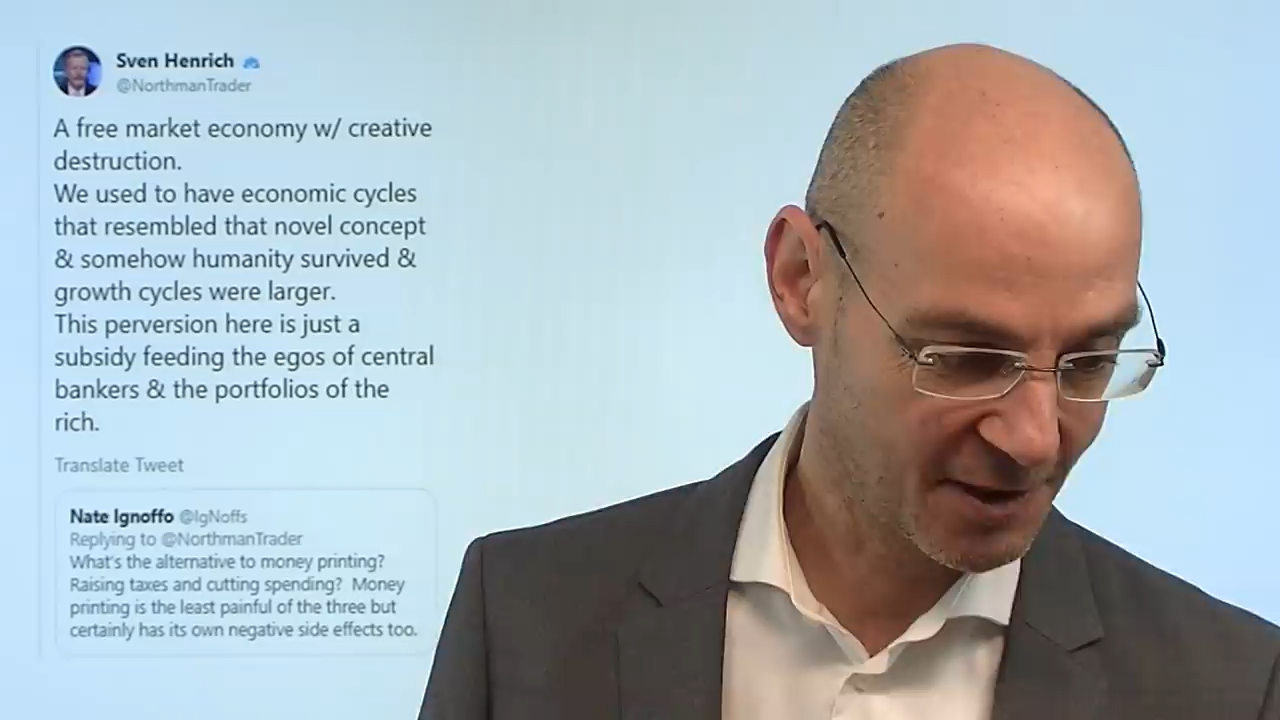 Sven Henrich
@NorthmanTrader
A free market economy w/ creative
destruction.
We used to have economic cycles
that resembled that novel concept
& somehow humanity survived &
growth cycles were larger.
This perversion here is just a
subsidy feeding the egos of central
bankers & the portfolios of the
rich.
Translate Tweet
Nate Ignoffo @IgNoffs
Replying to @NorthmanTrader
What's the alternative to money printing?
Raising taxes and cutting spending? Money
printing is the least painful of the three but
certainly has its own negative side effects too.